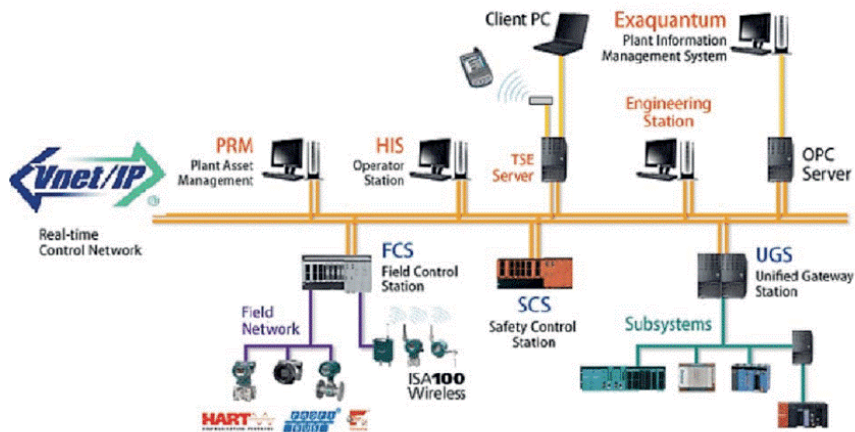 Client PC
Exaquantum
Plant Information
Management System
Engineering
Station
PRM
Plant Asset
Management
HIS
Operator
Station
TSE
Server
OPC
Server
Vnet/IP
®
Real-time
Control Network
FCS
Field Control
Station
SCS
Safety Control
Station
UGS
Unified Gateway
Station
Field
Network
ISA100
Wireless
Subsystems
HART
COMMUNICATION PROTOCOL